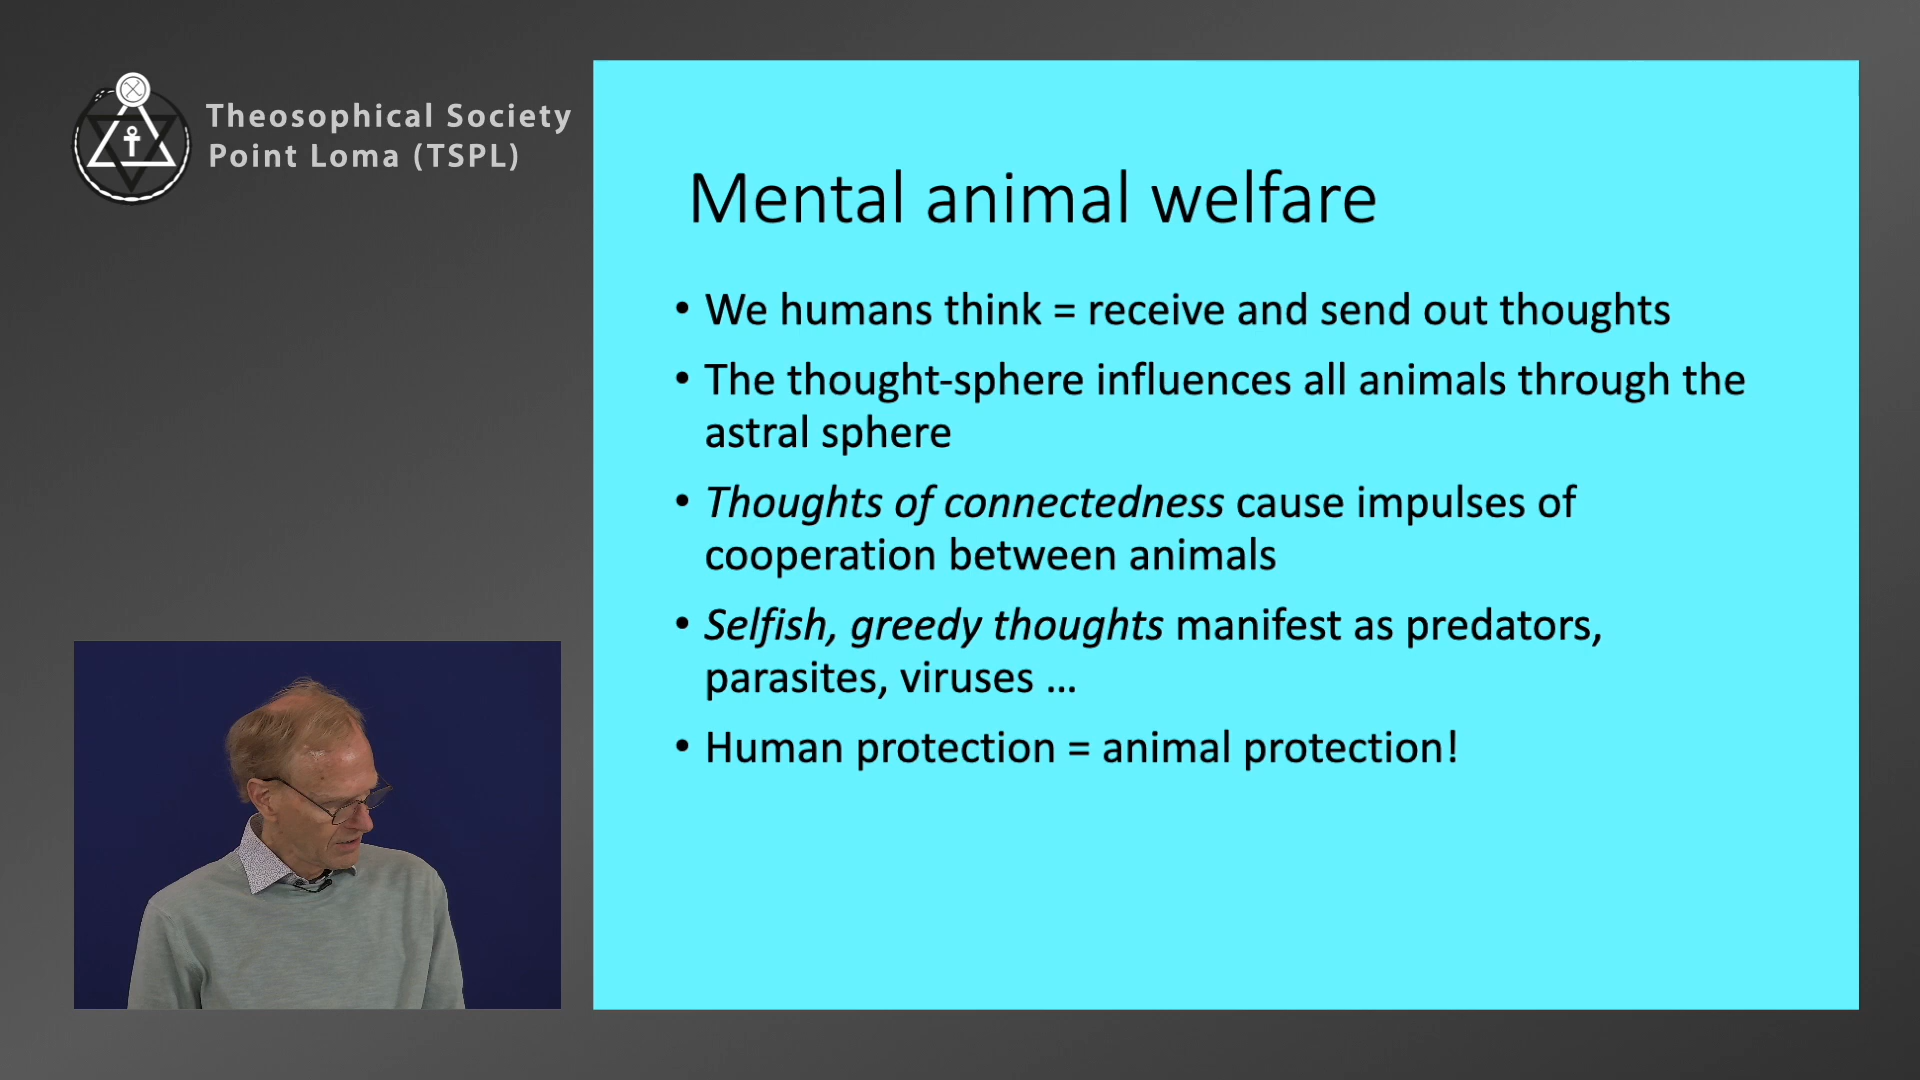 Theosophical Society
Point Loma (TSPL)
Mental animal welfare
• We humans think = receive and send out thoughts
• The thought-sphere influences all animals through the
astral sphere
• Thoughts of connectedness cause impulses of
cooperation between animals
• Selfish, greedy thoughts manifest as predators,
parasites, viruses ...
• Human protection = animal protection!